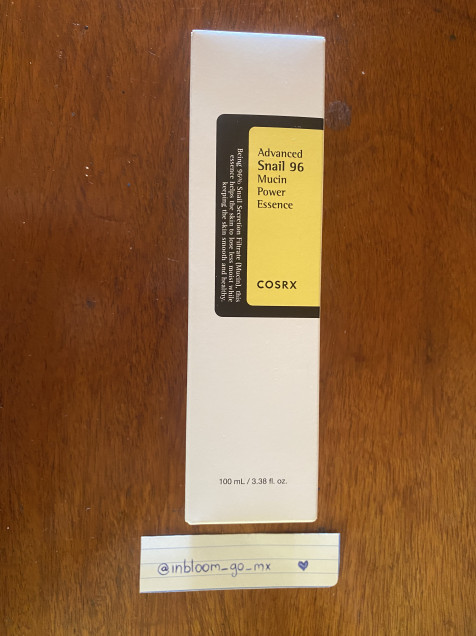 Advanced
Snail 96
Mucin
Power
Essence
COSRX
Being 96% Snail Secretion Filtrate (Mucin), this
essence helps the skin to lose less moist while
keeping the skin smooth and healthy.
100 mL / 3.38 fl. oz.
@inbloom_go_mx